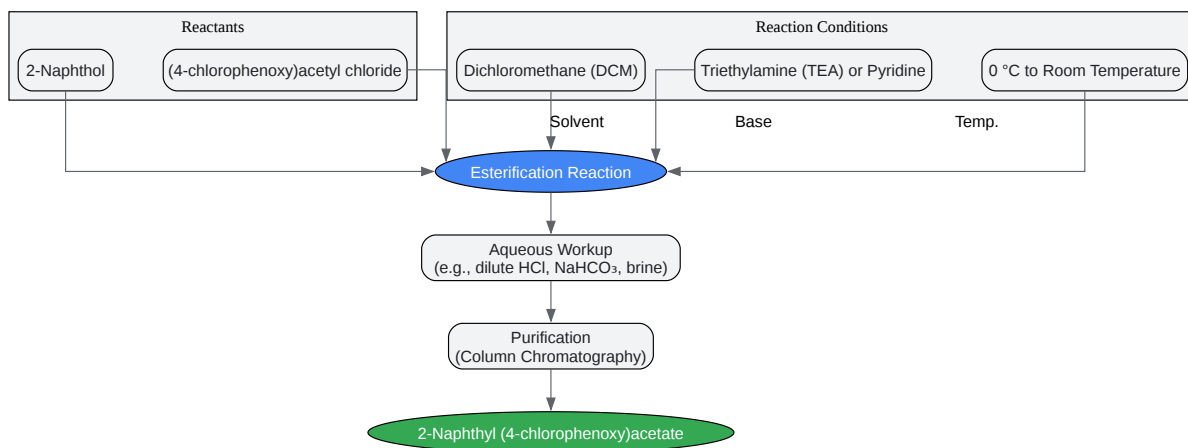 Reactants
Reaction Conditions
2-Naphthol
(4-chlorophenoxy)acetyl chloride
Dichloromethane (DCM)
Triethylamine (TEA) or Pyridine
0 °C to Room Temperature
Solvent
Base
Temp.
Esterification Reaction
Aqueous Workup
(e.g., dilute HCl, NaHCO₃, brine)
Purification
(Column Chromatography)
2-Naphthyl (4-chlorophenoxy)acetate